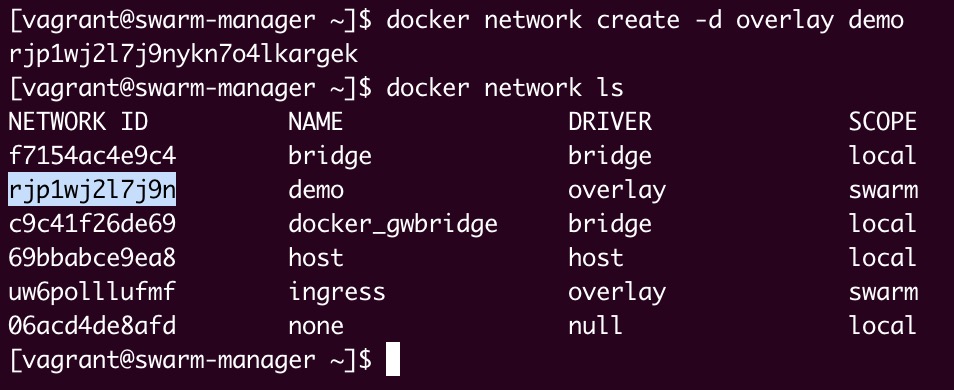 [vagrant@swarm-manager ~]$ docker network create -d overlay demo
rjp1wj2l7j9nykn7o4lkargek
[vagrant@swarm-manager ~]$ docker network ls
NETWORK ID          NAME                DRIVER              SCOPE
f7154ac4e9c4        bridge              bridge              local
rjp1wj2l7j9n        demo                overlay             swarm
c9c41f26de69        docker_gwbridge     bridge              local
69bbabce9ea8        host                host                local
uw6polllufmf        ingress             overlay             swarm
06acd4de8afd        none                null                local
[vagrant@swarm-manager ~]$